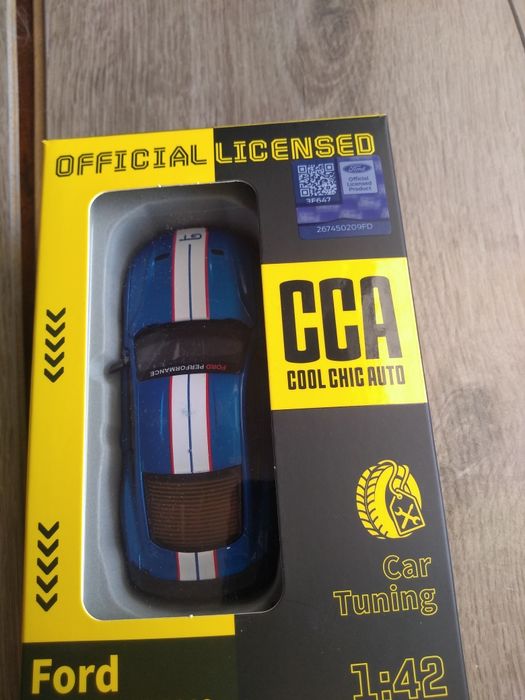 OFFICIAL LICENSED
3F647
Ford
Official
Licensed
Product
267450209FD
GT
CCA
COOL CHIC AUTO
FORD PERFORMANCE
Car
Tuning
Ford
1:42